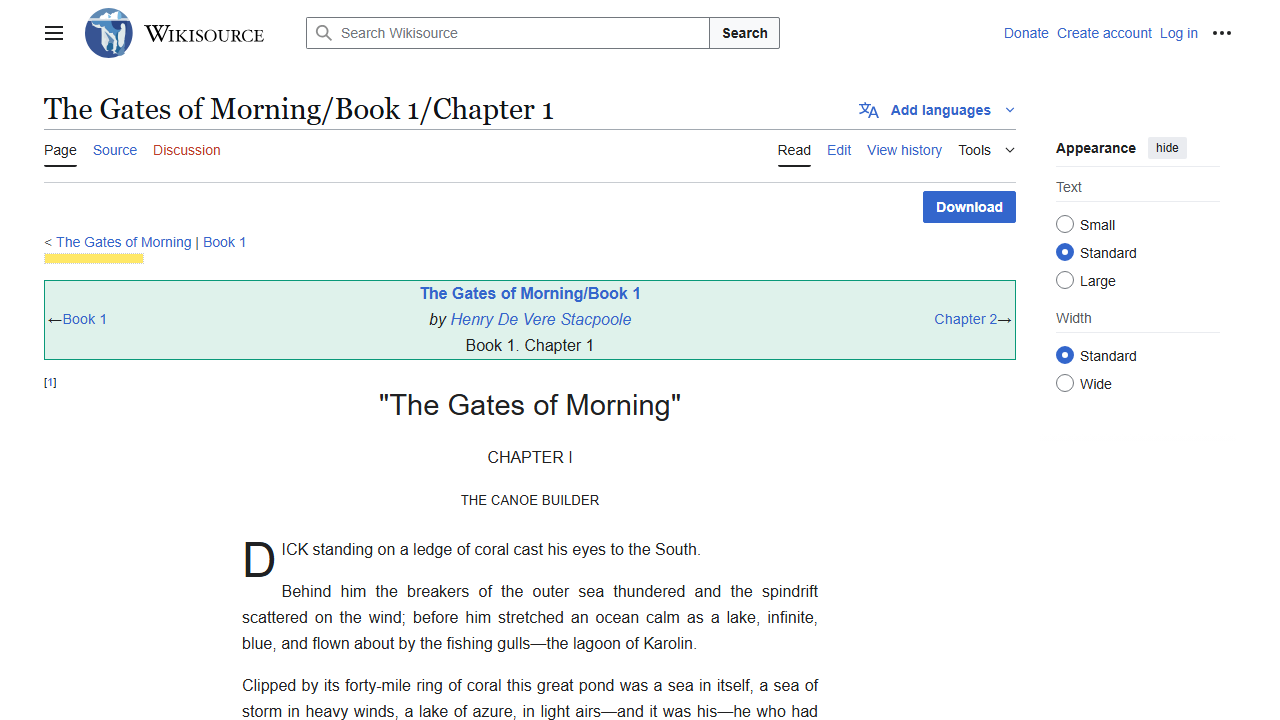 WIKISOURCE
Search Wikisource
Search
Donate
Create account
Log in
The Gates of Morning/Book 1/Chapter 1
Add languages
Page
Source
Discussion
Read
Edit
View history
Tools
Download
< The Gates of Morning | Book 1
The Gates of Morning/Book 1
←Book 1
by Henry De Vere Stacpoole
Chapter 2→
Book 1. Chapter 1
[1]
"The Gates of Morning"
CHAPTER I
THE CANOE BUILDER
DICK standing on a ledge of coral cast his eyes to the South.
Behind him the breakers of the outer sea thundered and the spindrift
scattered on the wind; before him stretched an ocean calm as a lake, infinite,
blue, and flown about by the fishing gulls—the lagoon of Karolin.
Clipped by its forty-mile ring of coral this great pond was a sea in itself, a sea of
storm in heavy winds, a lake of azure, in light airs—and it was his—he who had
Appearance
hide
Text
Small
Standard
Large
Width
Standard
Wide